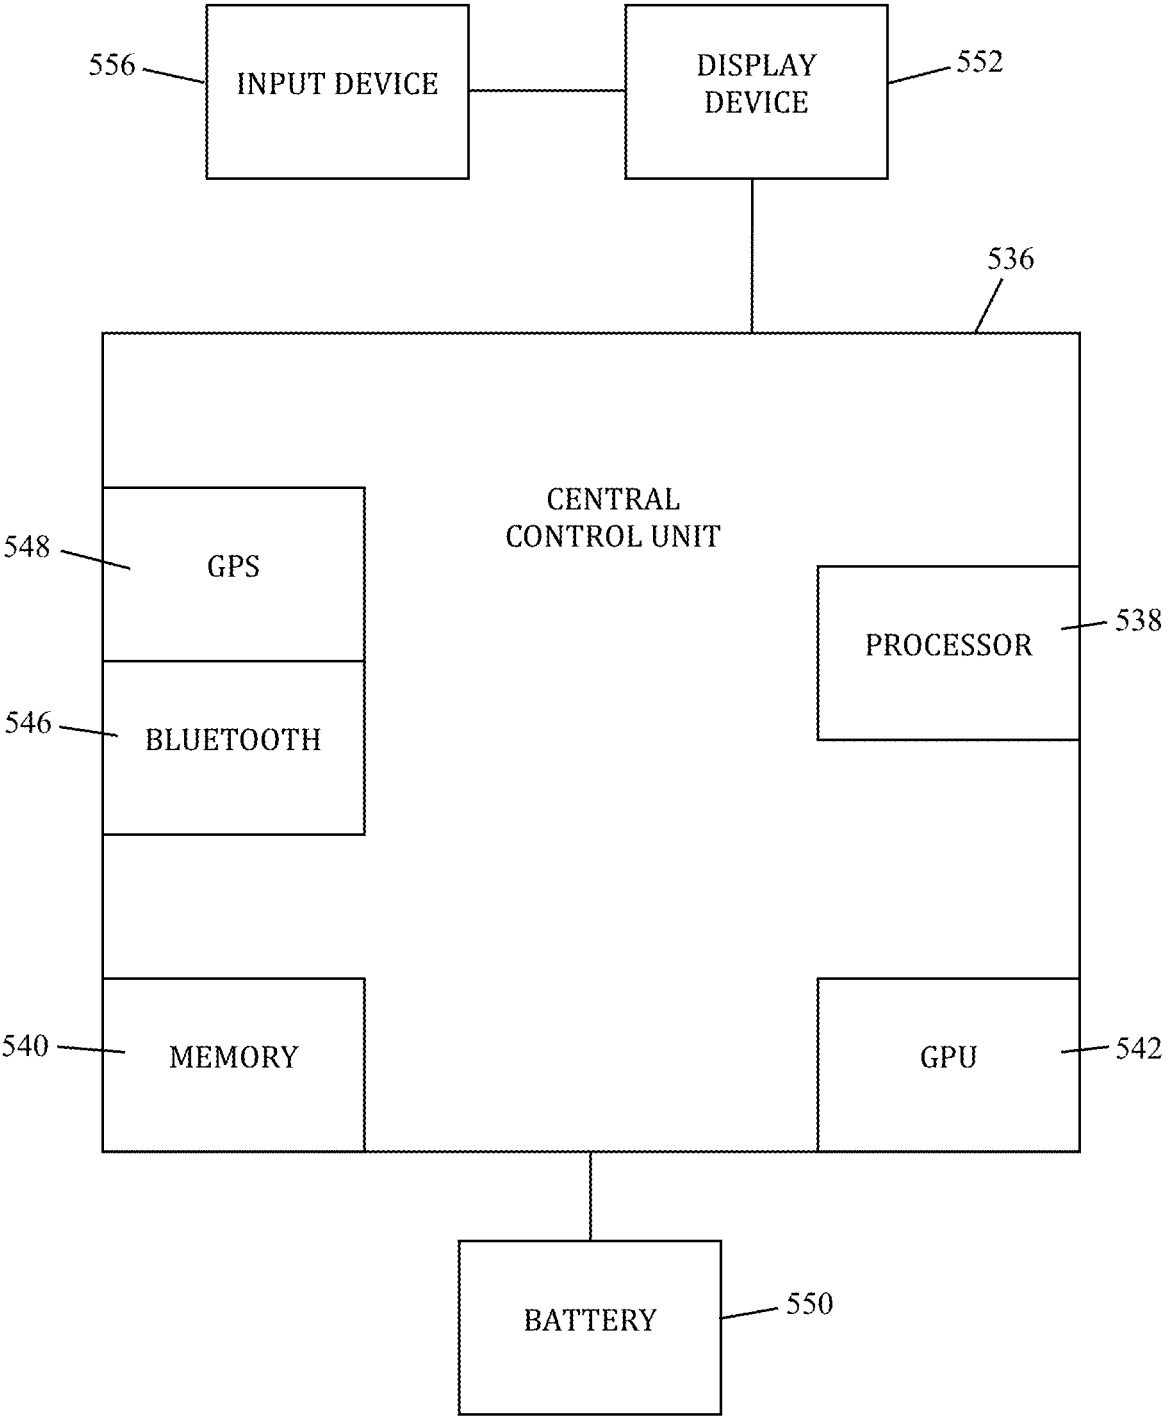 556
INPUT DEVICE
DISPLAY
DEVICE
552
536
CENTRAL
CONTROL UNIT
548
GPS
538
PROCESSOR
546
BLUETOOTH
540
MEMORY
GPU
542
BATTERY
550